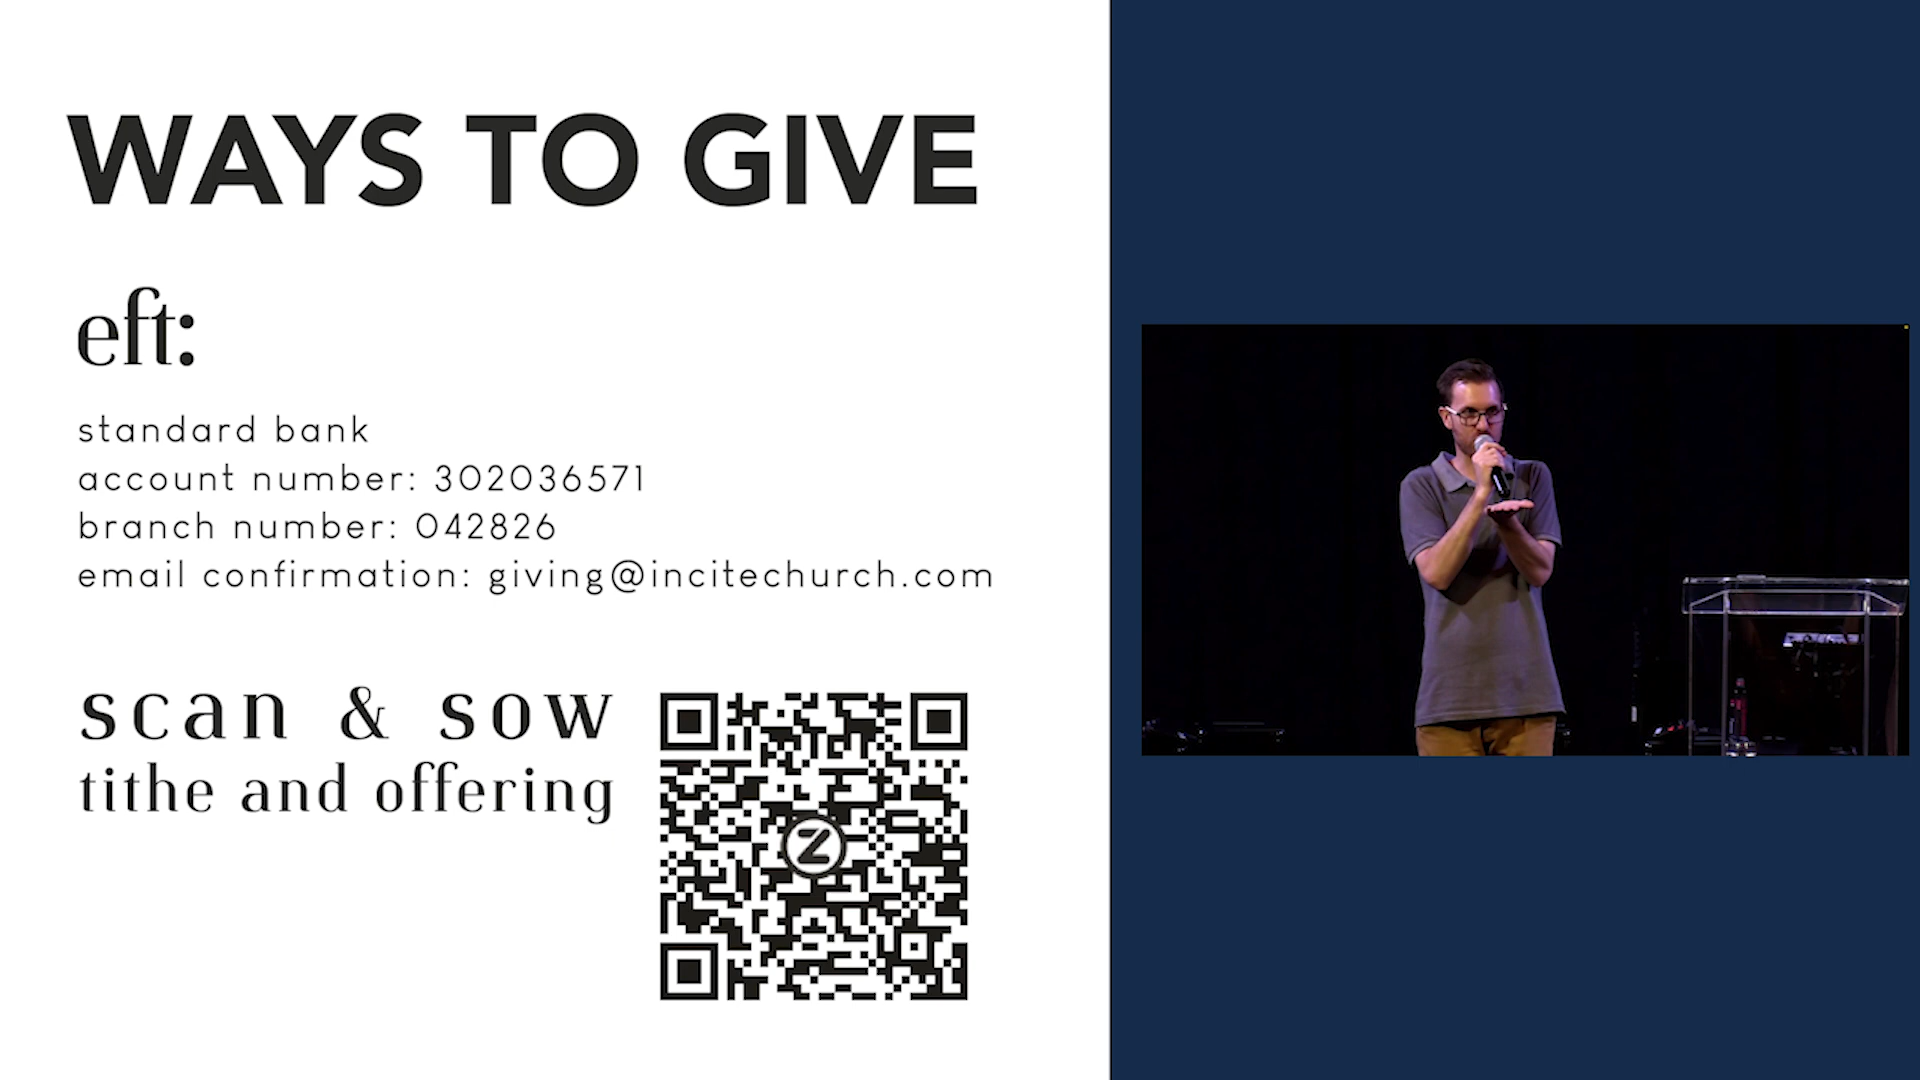 WAYS TO GIVE
eft:
standard bank
account number: 302036571
branch number: 042826
email confirmation: giving@incitechurch.com
scan & sow
tithe and offering